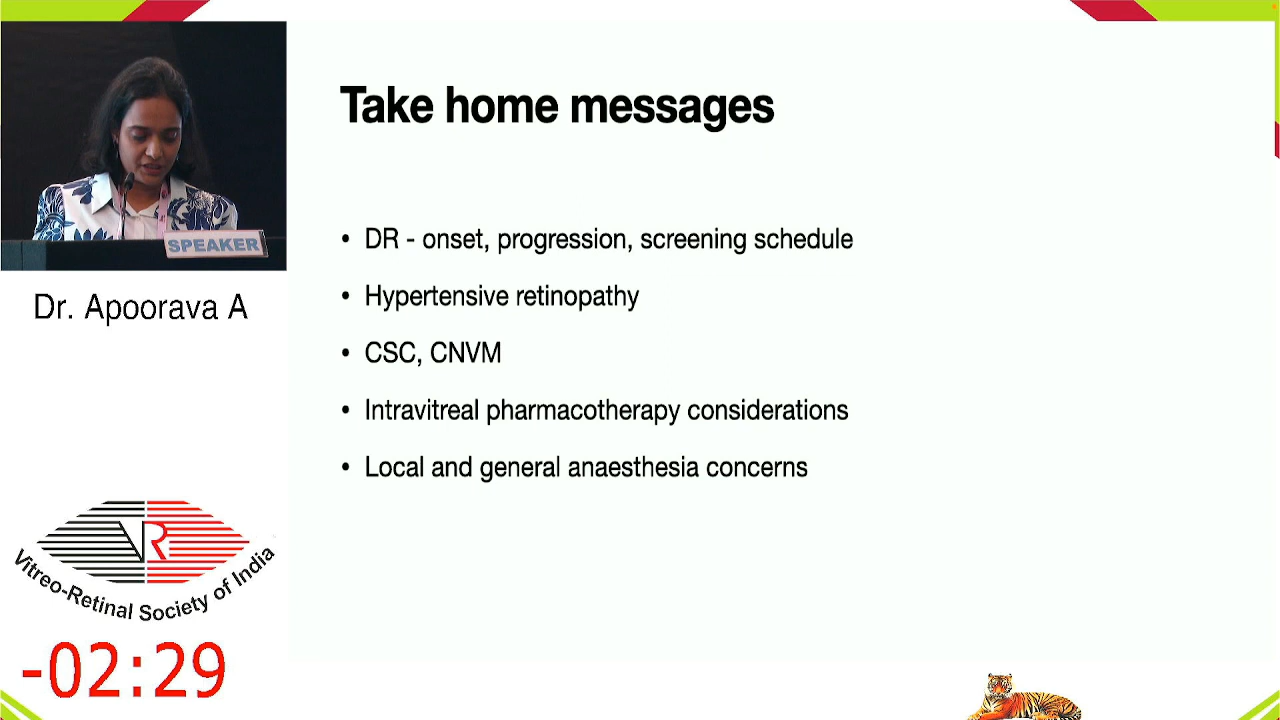 Take home messages
• DR - onset, progression, screening schedule
• Hypertensive retinopathy
• CSC, CNVM
• Intravitreal pharmacotherapy considerations
• Local and general anaesthesia concerns
SPEAKER
Dr. Apoorava A
VR
Vitreo-Retinal Society of India
-02:29